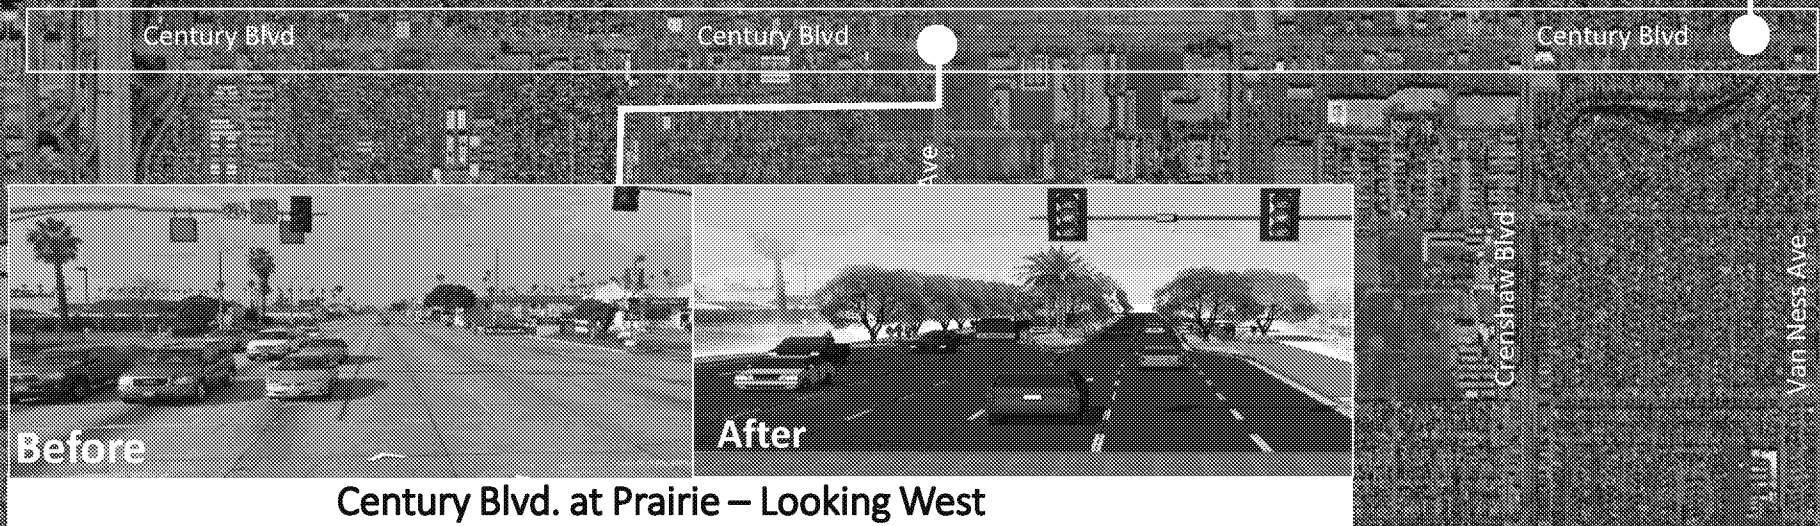 Century Blvd
Century Blvd
Century Blvd
Ave
Crenshaw Blvd
Van Ness Ave
Before
After
Century Blvd. at Prairie – Looking West